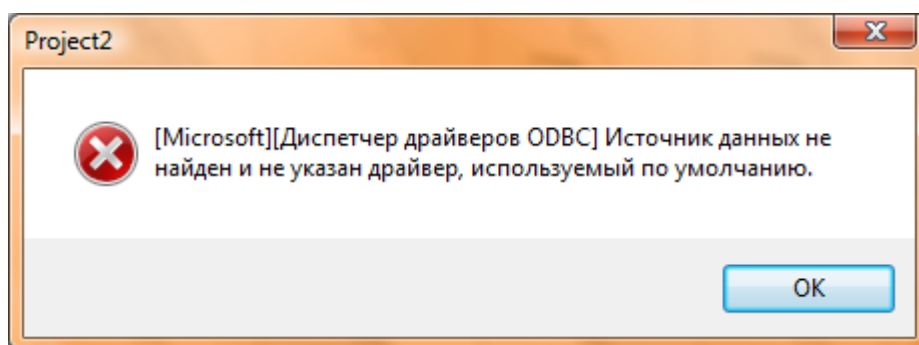 Project2
[Microsoft][Диспетчер драйверов ODBC] Источник данных не
найден и не указан драйвер, используемый по умолчанию.
OK